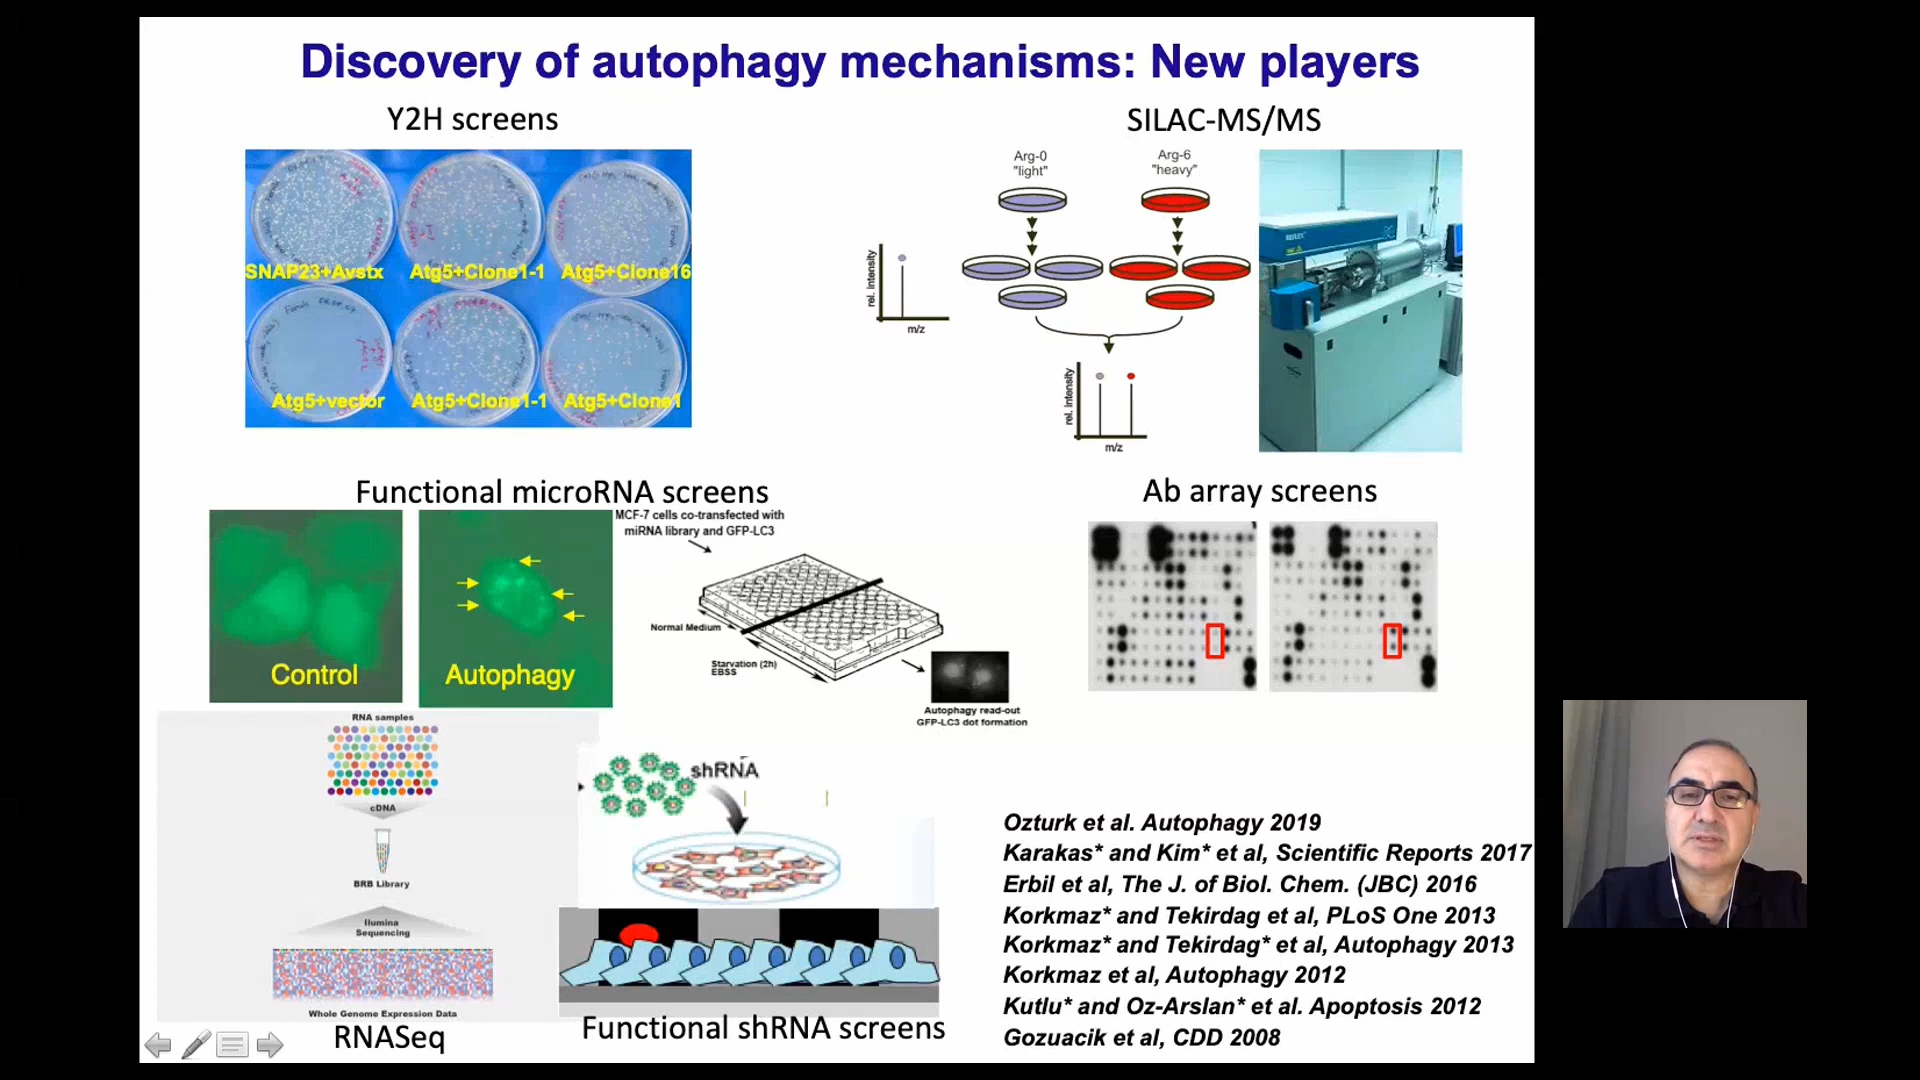 Discovery of autophagy mechanisms: New players
Y2H screens
SNAP23+Avstx
Atg5+Clone1-1
Atg5+Clone16
Atg5+vector
Atg5+Clone1-1
Atg5+Clone1
SILAC-MS/MS
Arg-0
"light"
Arg-6
"heavy"
rel. intensity
m/z
rel. intensity
m/z
Functional microRNA screens
Control
Autophagy
MCF-7 cells co-transfected with
miRNA library and GFP-LC3
Normal Medium
Starvation (2h)
EBSS
Autophagy read-out
GFP-LC3 dot formation
Ab array screens
RNA samples
cDNA
BRB Library
Ilumina
Sequencing
Whole Genome Expression Data
RNASeq
shRNA
Functional shRNA screens
Ozturk et al. Autophagy 2019
Karakas* and Kim* et al, Scientific Reports 2017
Erbil et al, The J. of Biol. Chem. (JBC) 2016
Korkmaz* and Tekirdag et al, PLoS One 2013
Korkmaz* and Tekirdag* et al, Autophagy 2013
Korkmaz et al, Autophagy 2012
Kutlu* and Oz-Arslan* et al. Apoptosis 2012
Gozuacik et al, CDD 2008